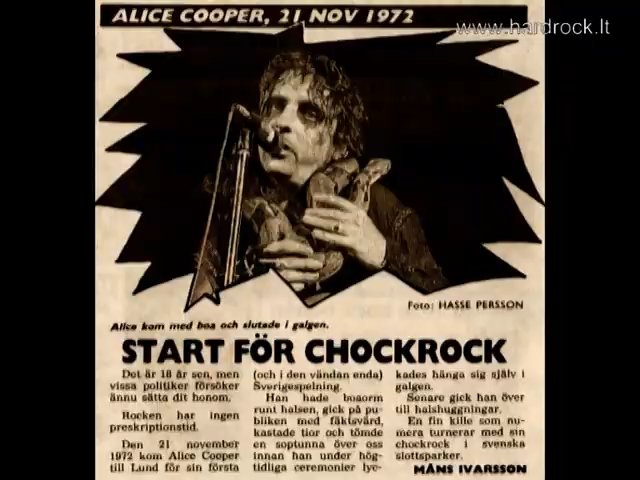 ALICE COOPER, 21 NOV 1972
www.hardrock.lt
Foto: HASSE PERSSON
Alice kom med boa och slutade i galgen.
START FÖR CHOCKROCK
Det är 18 år sen, men
vissa politiker försöker
ännu sätta dit honom.
Rocken har ingen
preskriptionstid.
Den 21 november
1972 kom Alice Cooper
till Lund för sin första
(och i den vändan enda)
Sverigespelning.
Han hade boaorm
runt halsen, gick på pu-
bliken med fäktsvärd,
kastade tior och tömde
en soptunna över oss
innan han under hög-
tidliga ceremonier lyc-
kades hänga sig själv i
galgen.
Senare gick han över
till halshuggningar.
En fin kille som nu-
mera turnerar med sin
chockrock i svenska
slottsparker.
MÅNS IVARSSON